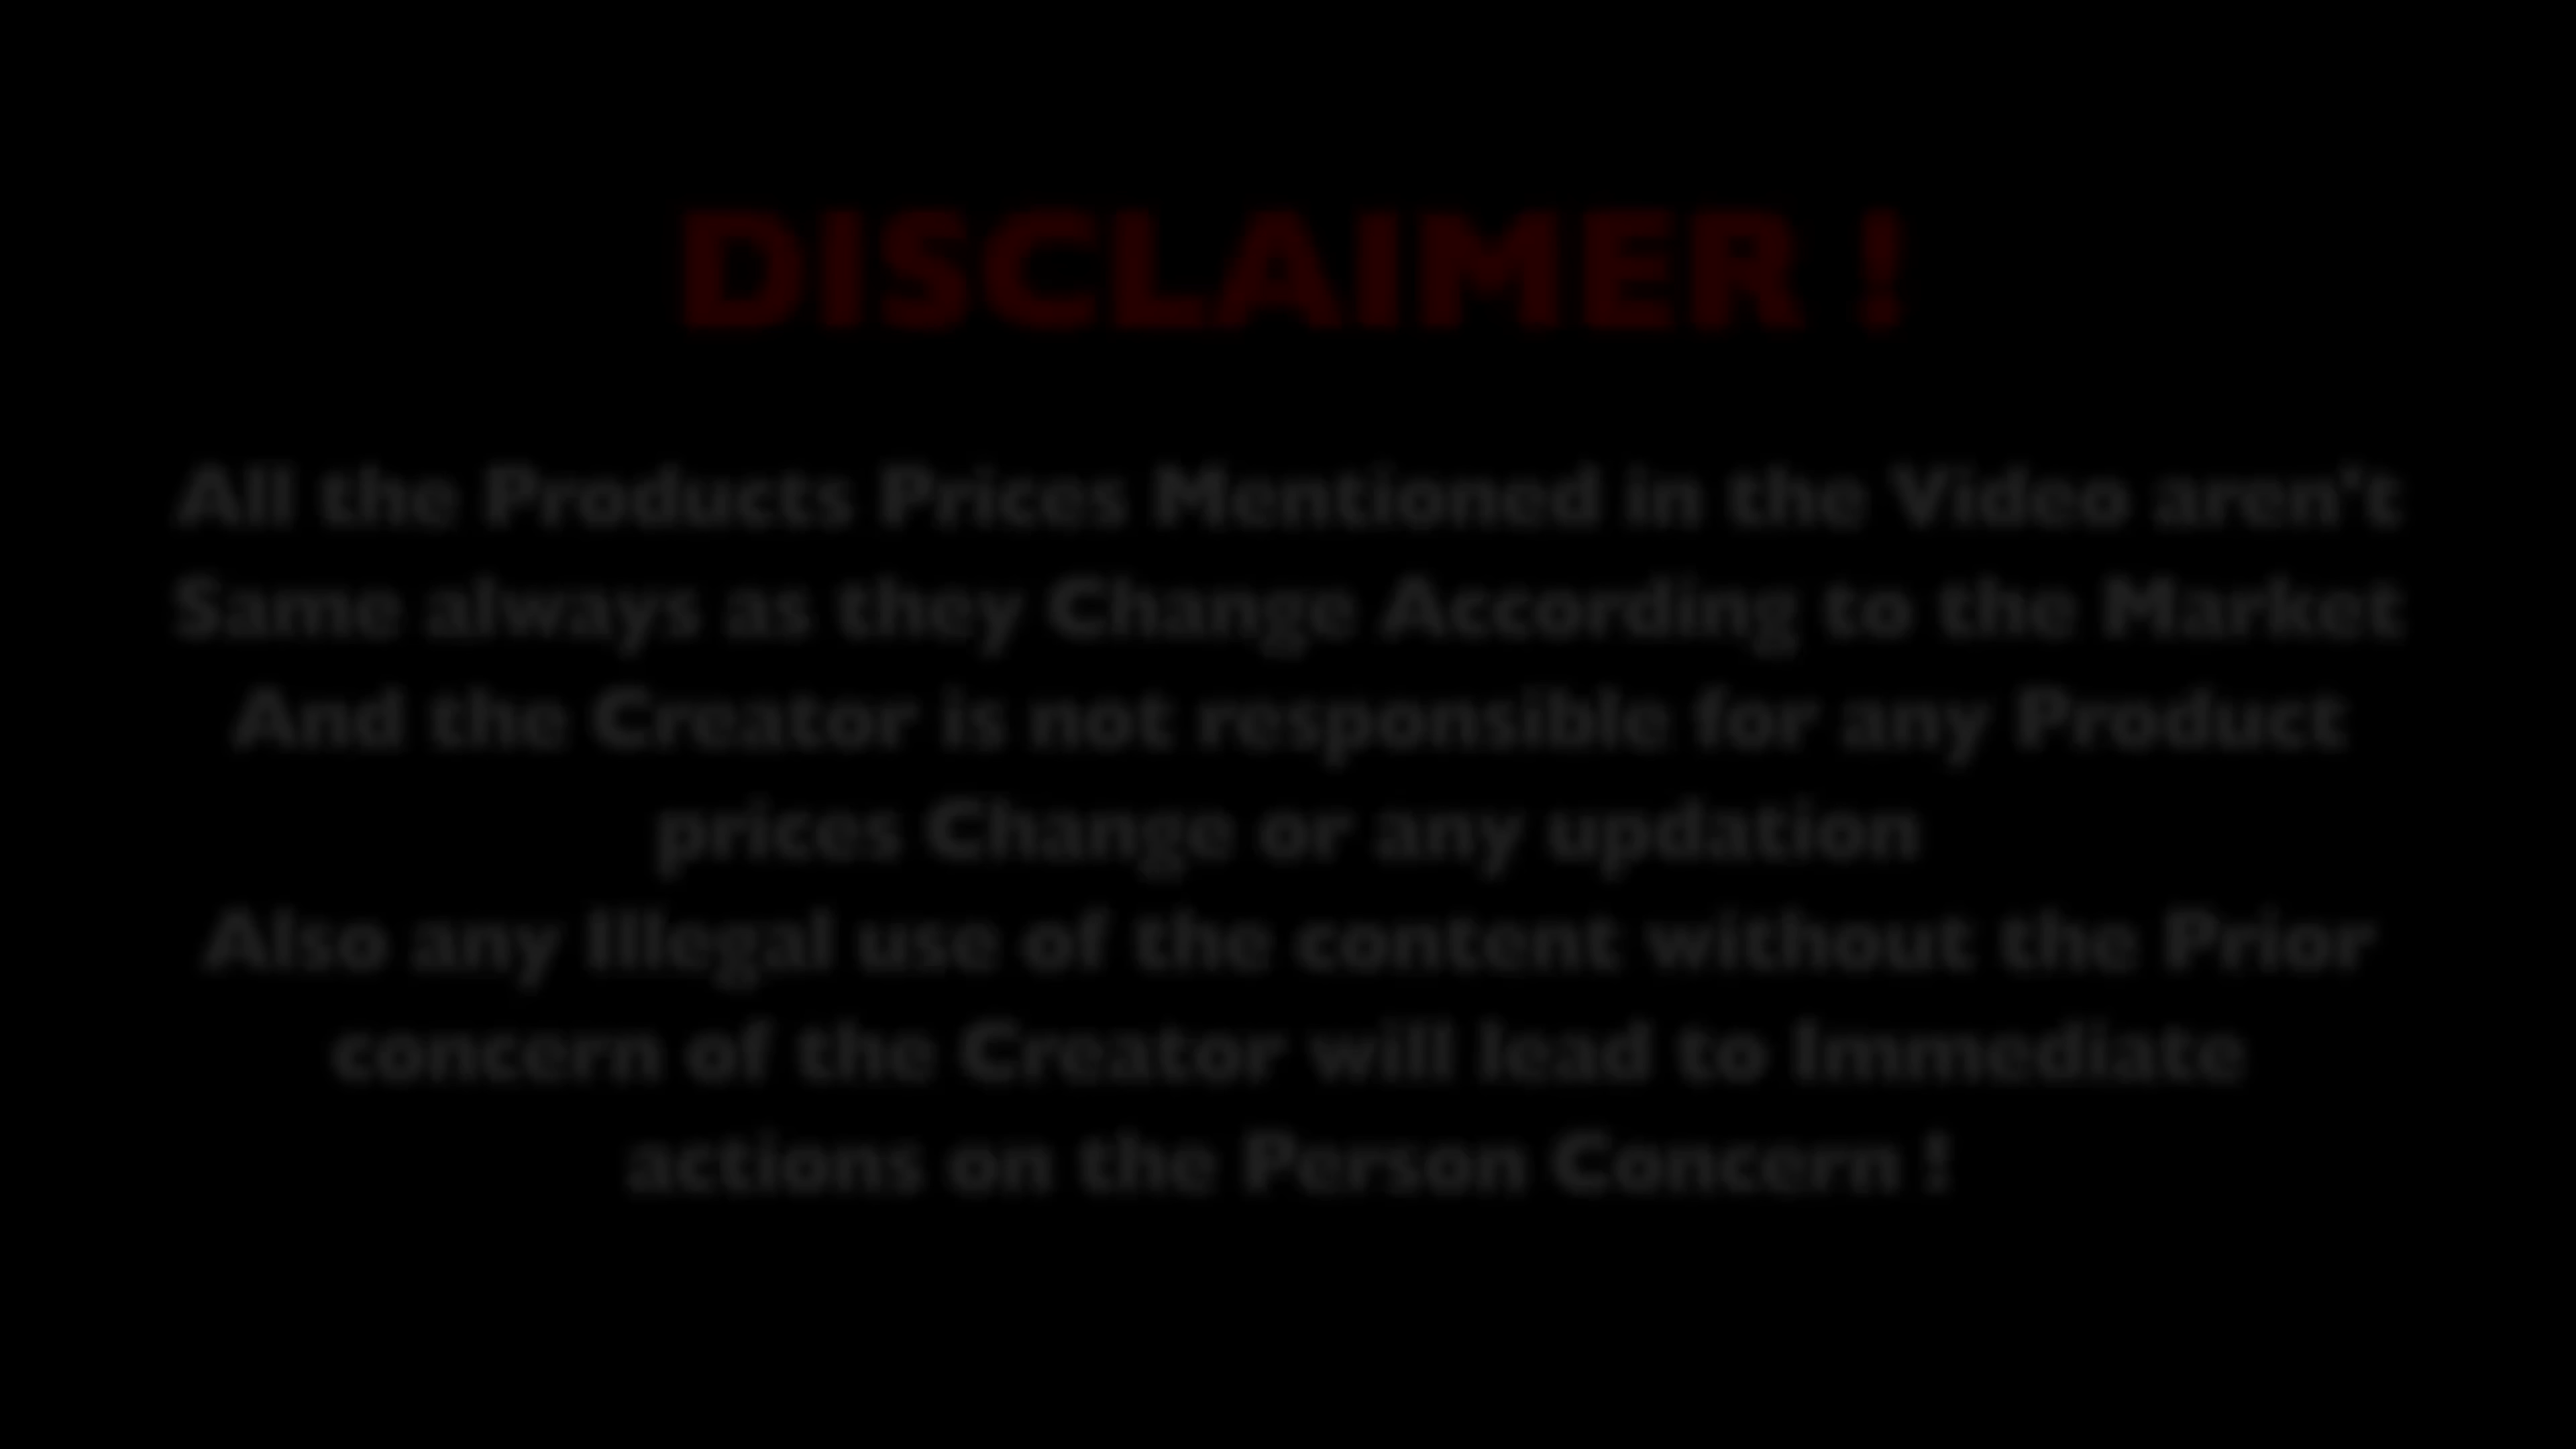 DISCLAIMER !
All the Products Prices Mentioned in the Video aren't
Same always as they Change According to the Market
And the Creator is not responsible for any Product
prices Change or any updation
Also any Illegal use of the content without the Prior
concern of the Creator will lead to Immediate
actions on the Person Concern !